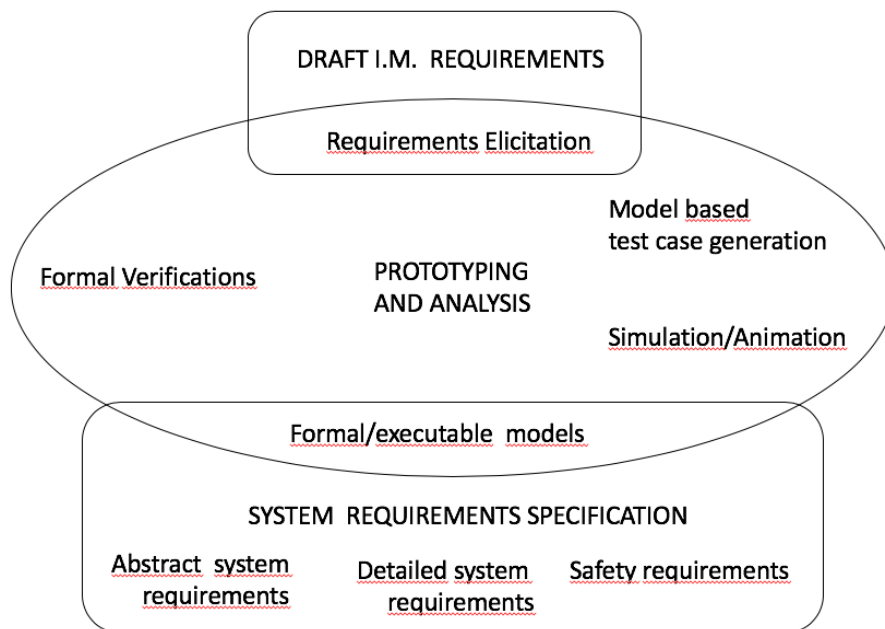 DRAFT I.M. REQUIREMENTS
Requirements Elicitation
Model based
test case generation
Formal Verifications
PROTOTYPING
AND ANALYSIS
Simulation/Animation
Formal/executable models
SYSTEM REQUIREMENTS SPECIFICATION
Abstract system
requirements
Detailed system
requirements
Safety requirements